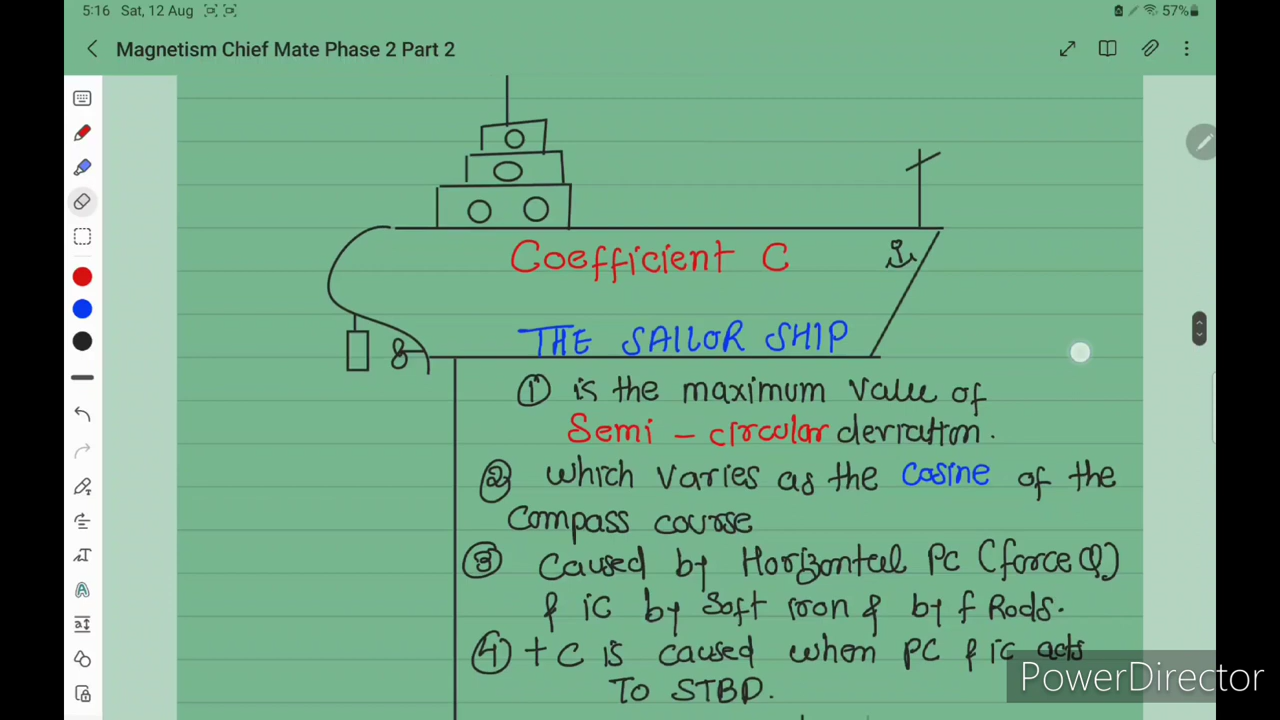 5:16 Sat, 12 Aug
57%
Magnetism Chief Mate Phase 2 Part 2
Coefficient C
THE SAILOR SHIP
① is the maximum value of
Semi - circular deviation.
② which varies as the cosine of the
Compass course
③ Caused by Horizontal PC (force Q)
& ic by soft iron & by f Rods.
④ + C is caused when PC & ic acts
To STBD.
PowerDirector